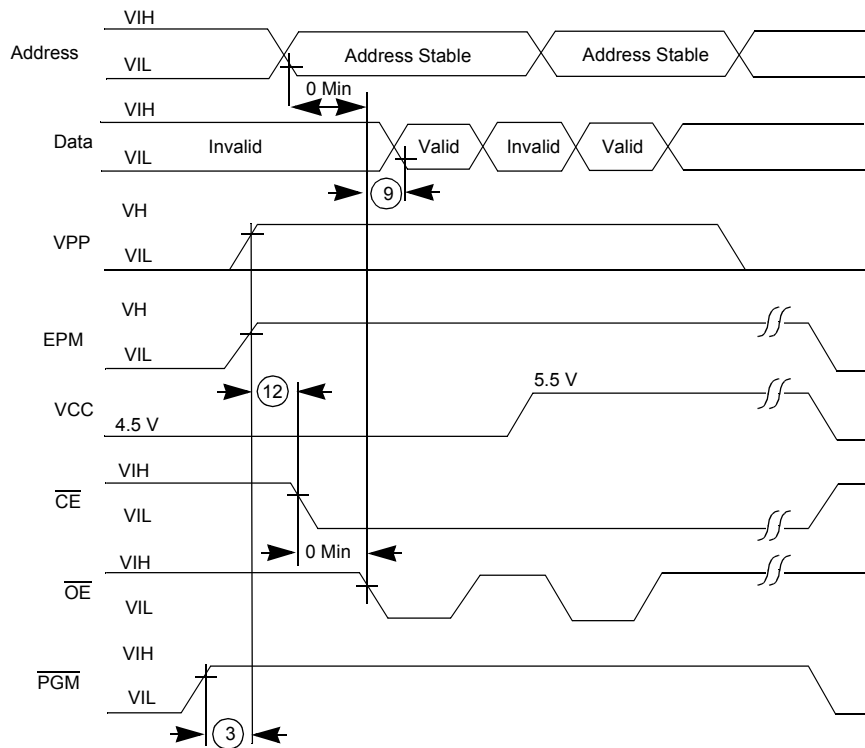 VIH
Address
VIL
Address Stable
Address Stable
0 Min
VIH
Data
VIL
Invalid
Valid
Invalid
Valid
9
VH
VPP
VIL
VH
EPM
VIL
12
5.5 V
VCC
4.5 V
VIH
CE
VIL
0 Min
VIH
OE
VIL
VIH
PGM
VIL
3